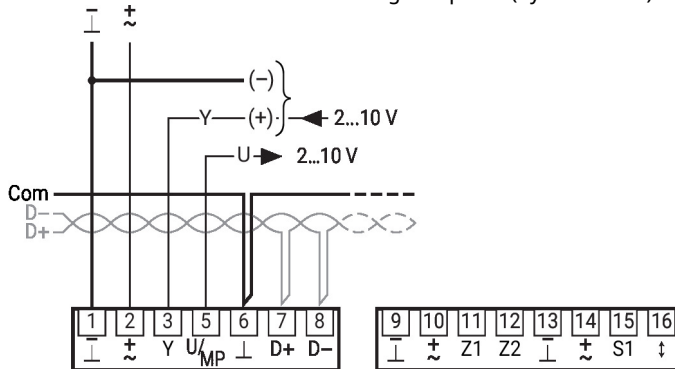 – +
⊥ ~
(–)
Y (+) 2...10 V
U 2...10 V
Com
D–
D+
1 2 3 5 6 7 8 9 10 11 12 13 14 15 16
⊥ ~ Y U/MP ⊥ D+ D– ⊥ ~ Z1 Z2 ⊥ ~ S1 ↕